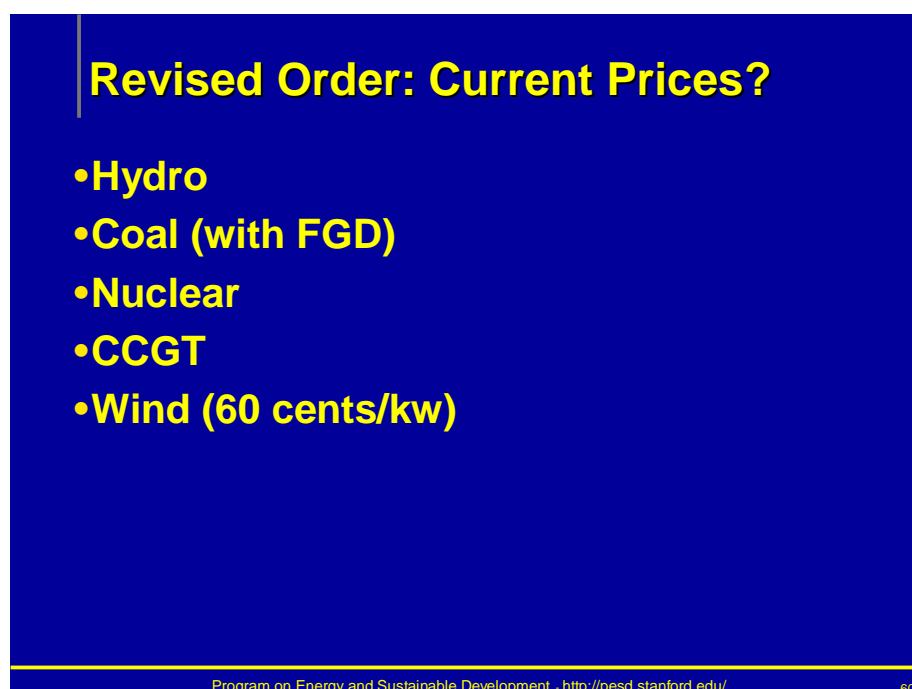 Revised Order: Current Prices?
•Hydro
•Coal (with FGD)
•Nuclear
•CCGT
•Wind (60 cents/kw)
Program on Energy and Sustainable Development - http://pesd.stanford.edu/